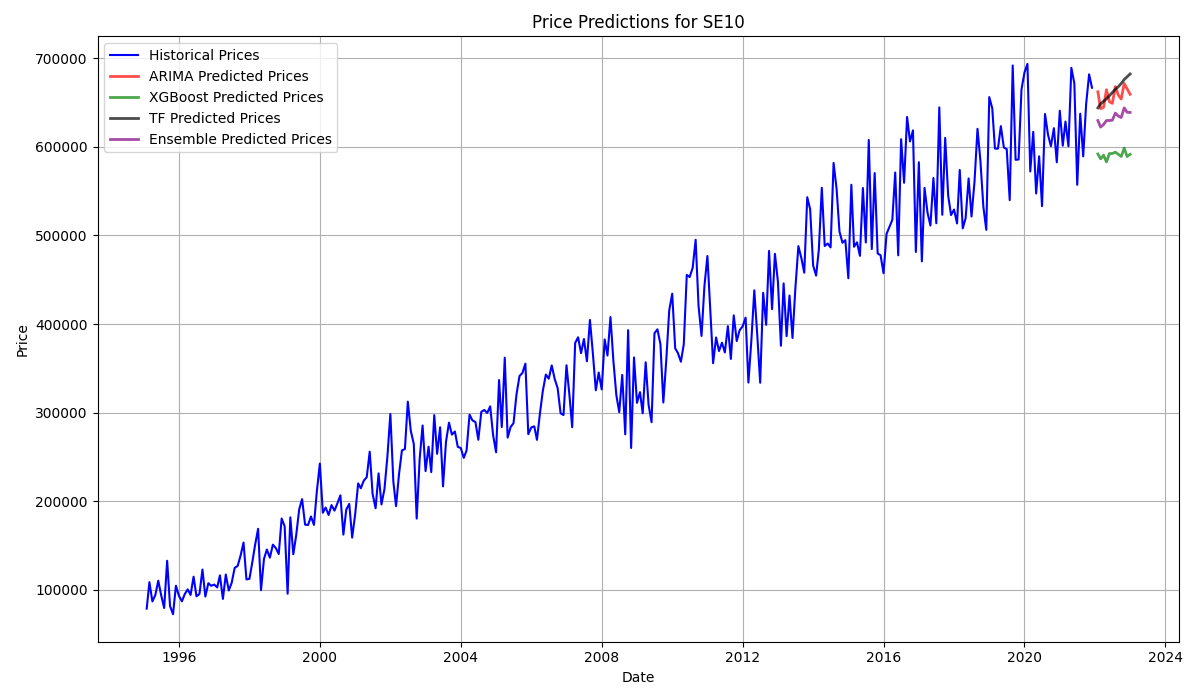 Price Predictions for SE10
Historical Prices
ARIMA Predicted Prices
XGBoost Predicted Prices
TF Predicted Prices
Ensemble Predicted Prices
700000
600000
500000
400000
300000
200000
100000
Price
1996
2000
2004
2008
2012
2016
2020
2024
Date